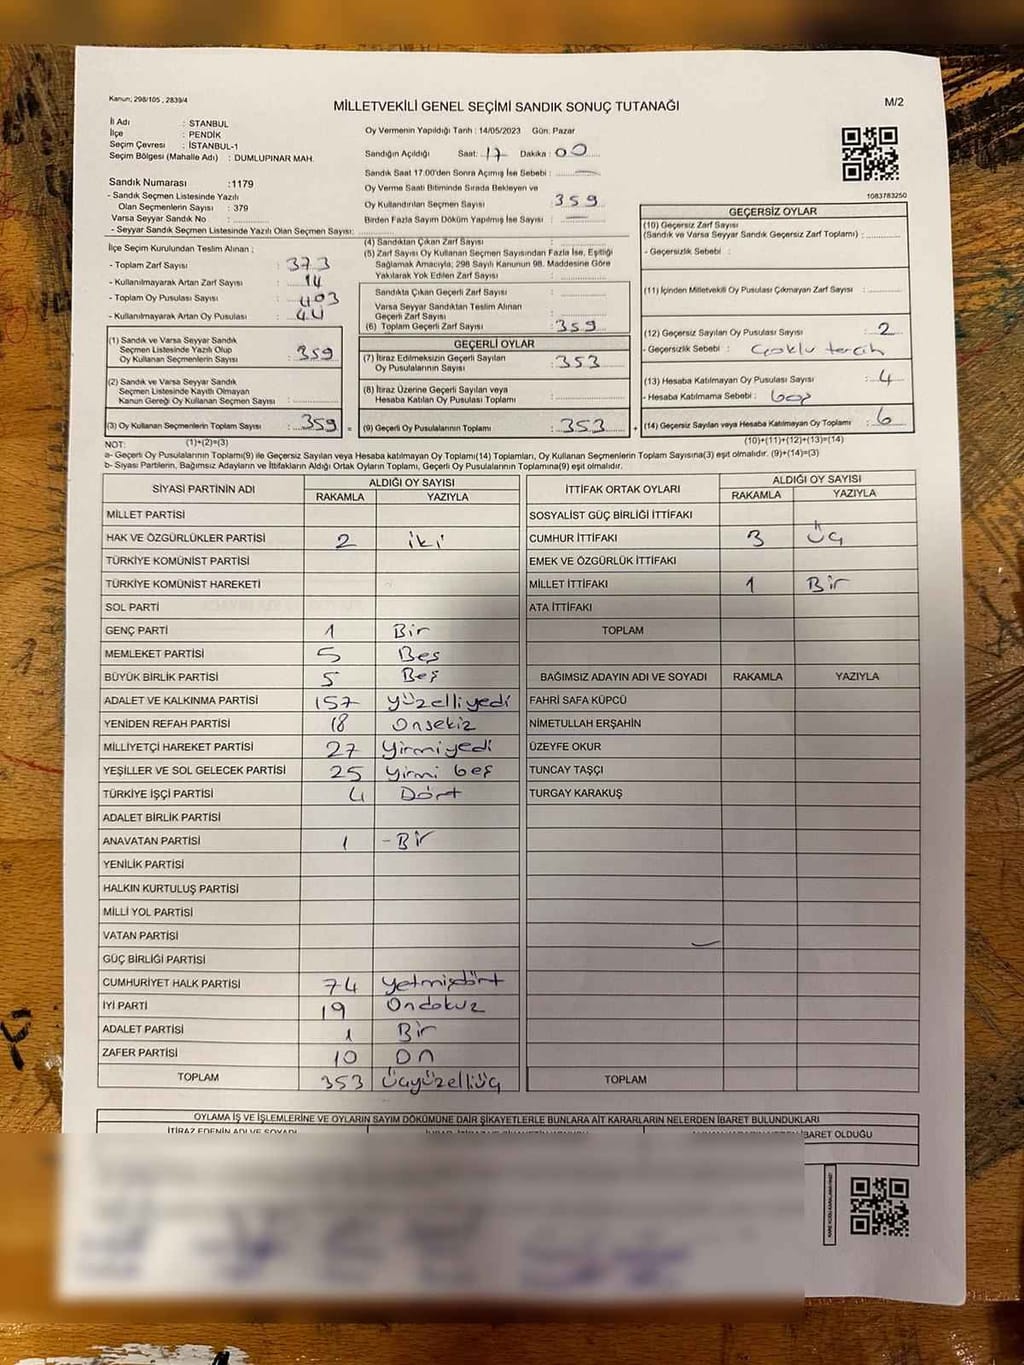 Kanun; 298/105 , 2839/4
MİLLETVEKİLİ GENEL SEÇİMİ SANDIK SONUÇ TUTANAĞI
M/2
İl Adı : STANBUL
İlçe : PENDİK
Seçim Çevresi : İSTANBUL-1
Seçim Bölgesi (Mahalle Adı) : DUMLUPINAR MAH.
Sandık Numarası :1179
- Sandık Seçmen Listesinde Yazılı
Olan Seçmenlerin Sayısı : 379
Varsa Seyyar Sandık No :
- Seyyar Sandık Seçmen Listesinde Yazılı Olan Seçmen Sayısı:
Oy Vermenin Yapıldığı Tarih : 14/05/2023 Gün: Pazar
Sandığın Açıldığı Saat: 17 Dakika : 00
Sandık Saat 17.00'den Sonra Açımış İse Sebebi :
Oy Verme Saati Bitiminde Sırada Bekleyen ve
Oy Kullandırılan Seçmen Sayısı : 359
Birden Fazla Sayım Döküm Yapılmış İse Sayısı :
1083783250
İlçe Seçim Kurulundan Teslim Alınan ;
- Toplam Zarf Sayısı : 373
- Kullanılmayarak Artan Zarf Sayısı : 14
- Toplam Oy Pusulası Sayısı : 403
- Kullanılmayarak Artan Oy Pusulası : 44
(1) Sandık ve Varsa Seyyar Sandık
Seçmen Listesinde Yazılı Olup
Oy Kullanan Seçmenlerin Sayısı : 359
(2) Sandık ve Varsa Seyyar Sandık
Seçmen Listesinde Kayıtlı Olmayan
Kanun Gereği Oy Kullanan Seçmen Sayısı :
(3) Oy Kullanan Seçmenlerin Toplam Sayısı : 359 =
(4) Sandıktan Çıkan Zarf Sayısı :
(5) Zarf Sayısı Oy Kullanan Seçmen Sayısından Fazla İse, Eşitliği
Sağlamak Amacıyla; 298 Sayılı Kanunun 98. Maddesine Göre
Yakılarak Yok Edilen Zarf Sayısı :
Sandıkta Çıkan Geçerli Zarf Sayısı :
Varsa Seyyar Sandıktan Teslim Alınan
Geçerli Zarf Sayısı :
(6) Toplam Geçerli Zarf Sayısı : 359
GEÇERLİ OYLAR
(7) İtiraz Edilmeksizin Geçerli Sayılan
Oy Pusulalarının Sayısı : 353
(8) İtiraz Üzerine Geçerli Sayılan veya
Hesaba Katılan Oy Pusulası Toplamı :
(9) Geçerli Oy Pusulalarının Toplamı : 353 +
GEÇERSİZ OYLAR
(10) Geçersiz Zarf Sayısı
(Sandık ve Varsa Seyyar Sandık Geçersiz Zarf Toplamı) :
- Geçersizlik Sebebi :
(11) İçinden Milletvekili Oy Pusulası Çıkmayan Zarf Sayısı :
(12) Geçersiz Sayılan Oy Pusulası Sayısı : 2
- Geçersizlik Sebebi : Çoklu tercih
(13) Hesaba Katılmayan Oy Pusulası Sayısı : 4
- Hesaba Katılmama Sebebi : boş
(14) Geçersiz Sayılan veya Hesaba Katılmayan Oy Toplamı : 6
NOT: (1)+(2)=(3)
(10)+(11)+(12)+(13)=(14)
a- Geçerli Oy Pusulalarının Toplamı(9) ile Geçersiz Sayılan veya Hesaba katılmayan Oy Toplamı(14) Toplamları, Oy Kullanan Seçmenlerin Toplam Sayısına(3) eşit olmalıdır. (9)+(14)=(3)
b- Siyasi Partilerin, Bağımsız Adayların ve İttifakların Aldığı Ortak Oyların Toplamı, Geçerli Oy Pusulalarının Toplamına(9) eşit olmalıdır.
SİYASİ PARTİNİN ADI ALDIĞI OY SAYISI
RAKAMLA YAZIYLA
MİLLET PARTİSİ
HAK VE ÖZGÜRLÜKLER PARTİSİ 2 iki
TÜRKİYE KOMÜNİST PARTİSİ
TÜRKİYE KOMÜNİST HAREKETİ
SOL PARTİ
GENÇ PARTİ 1 Bir
MEMLEKET PARTİSİ 5 Beş
BÜYÜK BİRLİK PARTİSİ 5 Beş
ADALET VE KALKINMA PARTİSİ 157 yüzelliyedi
YENİDEN REFAH PARTİSİ 18 Onsekiz
MİLLİYETÇİ HAREKET PARTİSİ 27 Yirmiyedi
YEŞİLLER VE SOL GELECEK PARTİSİ 25 Yirmi beş
TÜRKİYE İŞÇİ PARTİSİ 4 Dört
ADALET BİRLİK PARTİSİ
ANAVATAN PARTİSİ 1 - Bir
YENİLİK PARTİSİ
HALKIN KURTULUŞ PARTİSİ
MİLLİ YOL PARTİSİ
VATAN PARTİSİ
GÜÇ BİRLİĞİ PARTİSİ
CUMHURİYET HALK PARTİSİ 74 yetmişdört
İYİ PARTİ 19 Ondokuz
ADALET PARTİSİ 1 Bir
ZAFER PARTİSİ 10 On
TOPLAM 353 üçyüzelliüç
İTTİFAK ORTAK OYLARI ALDIĞI OY SAYISI
RAKAMLA YAZIYLA
SOSYALİST GÜÇ BİRLİĞİ İTTİFAKI
CUMHUR İTTİFAKI 3 Üç
EMEK VE ÖZGÜRLÜK İTTİFAKI
MİLLET İTTİFAKI 1 Bir
ATA İTTİFAKI
TOPLAM
BAĞIMSIZ ADAYIN ADI VE SOYADI RAKAMLA YAZIYLA
FAHRİ SAFA KÜPCÜ
NİMETULLAH ERŞAHİN
ÜZEYFE OKUR
TUNCAY TAŞÇI
TURGAY KARAKUŞ
TOPLAM
OYLAMA İŞ VE İŞLEMLERİNE VE OYLARIN SAYIM DÖKÜMÜNE DAİR ŞİKAYETLERLE BUNLARA AİT KARARLARIN NELERDEN İBARET BULUNDUKLARI
İTİRAZ EDENİN ADI VE SOYADI
İBARET OLDUĞU